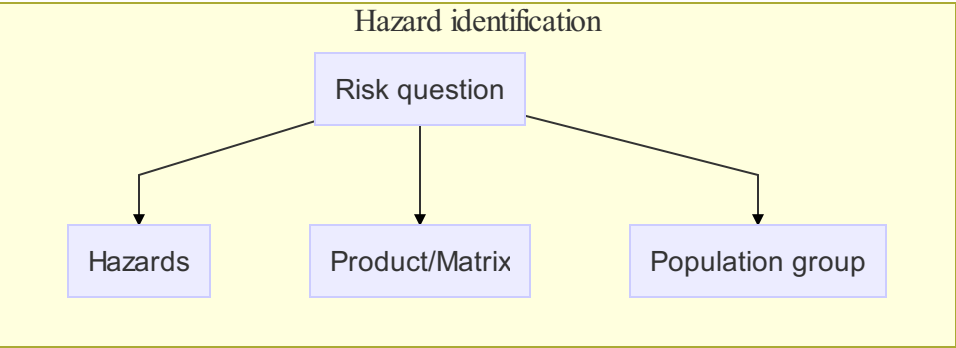 Hazard identification
Risk question
Hazards
Product/Matrix
Population group